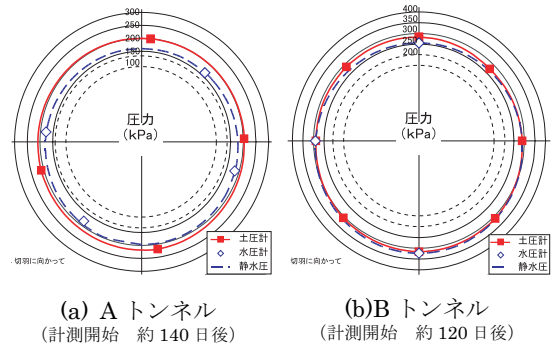 300
250
200
150
100
圧力
(kPa)
土圧計
水圧計
静水圧
切羽に向かって
(a) A トンネル
(計測開始 約 140 日後)
400
350
300
250
200
圧力
(kPa)
土圧計
水圧計
静水圧
切羽に向かって
(b)B トンネル
(計測開始 約 120 日後)